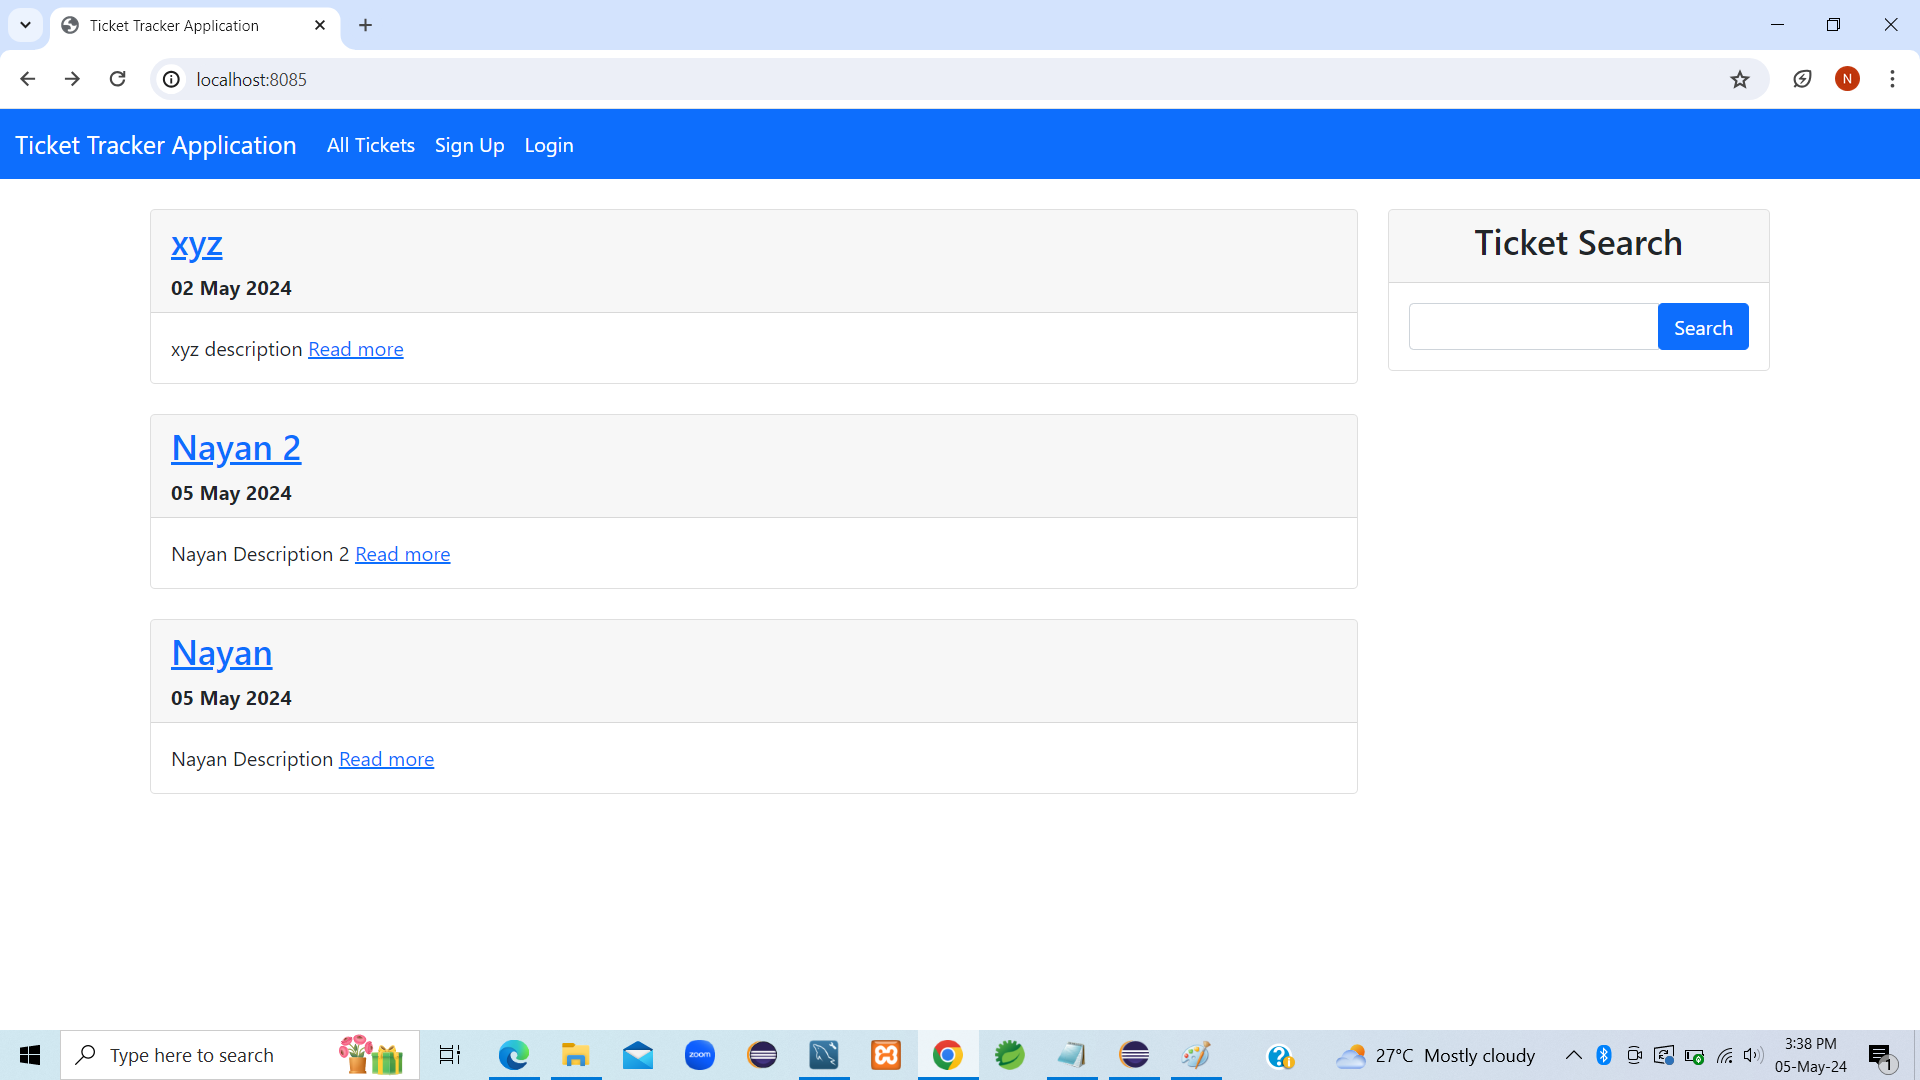 Ticket Tracker Application
localhost:8085
N
Ticket Tracker Application All Tickets Sign Up Login
xyz
02 May 2024
xyz description Read more
Ticket Search
Search
Nayan 2
05 May 2024
Nayan Description 2 Read more
Nayan
05 May 2024
Nayan Description Read more
Type here to search
zoom
27°C Mostly cloudy
3:38 PM
05-May-24
1